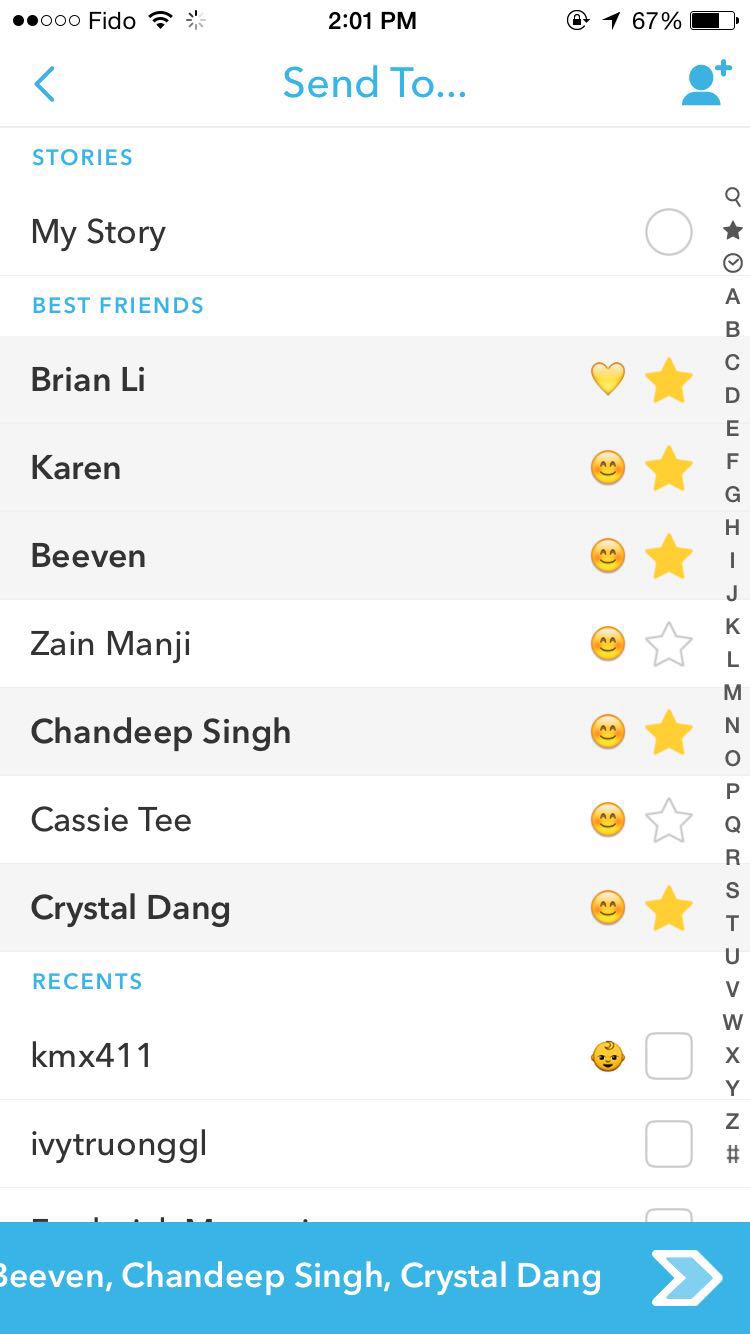 Fido 2:01 PM 67%
Send To...
STORIES
My Story
BEST FRIENDS
Brian Li
Karen
Beeven
Zain Manji
Chandeep Singh
Cassie Tee
Crystal Dang
RECENTS
kmx411
ivytruonggl
Beeven, Chandeep Singh, Crystal Dang
A
B
C
D
E
F
G
H
I
J
K
L
M
N
O
P
Q
R
S
T
U
V
W
X
Y
Z
#